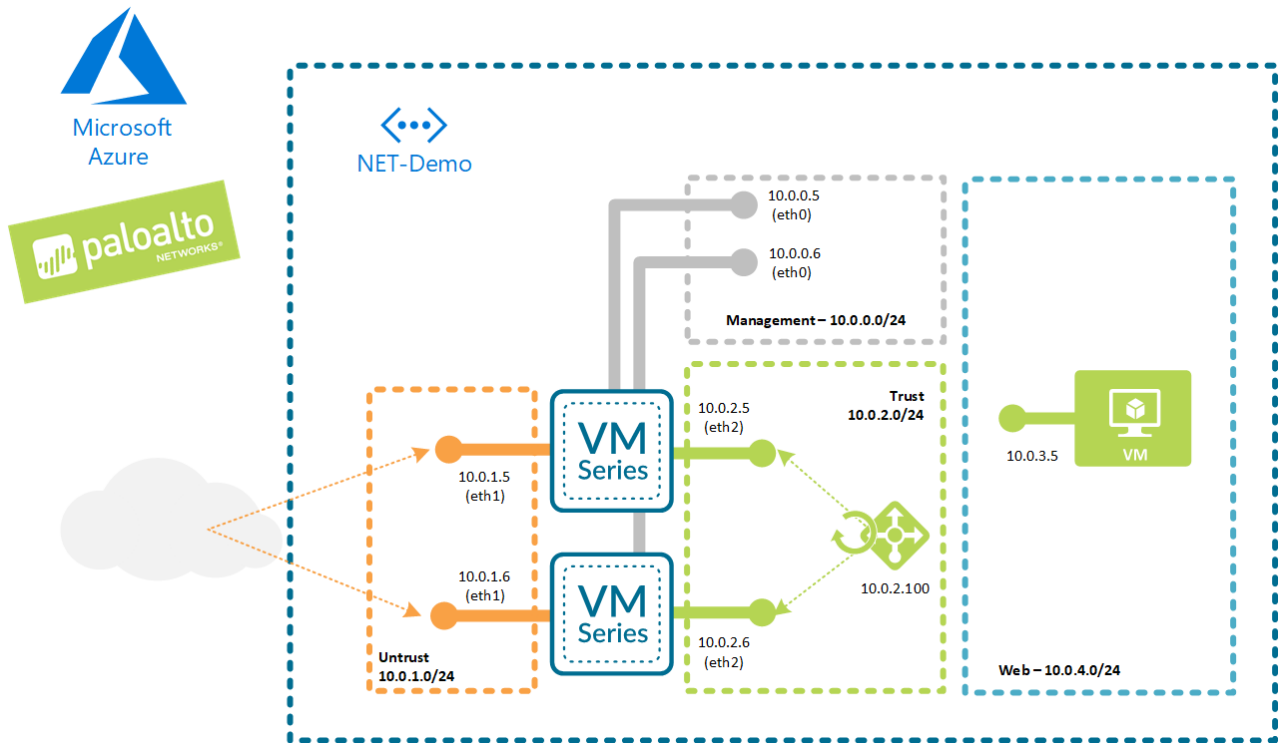 Microsoft
Azure
paloalto
NETWORKS®
NET-Demo
10.0.0.5
(eth0)
10.0.0.6
(eth0)
Management – 10.0.0.0/24
Trust
10.0.2.0/24
10.0.2.5
(eth2)
VM
Series
10.0.1.5
(eth1)
10.0.3.5
VM
10.0.1.6
(eth1)
VM
Series
10.0.2.100
10.0.2.6
(eth2)
Untrust
10.0.1.0/24
Web – 10.0.4.0/24